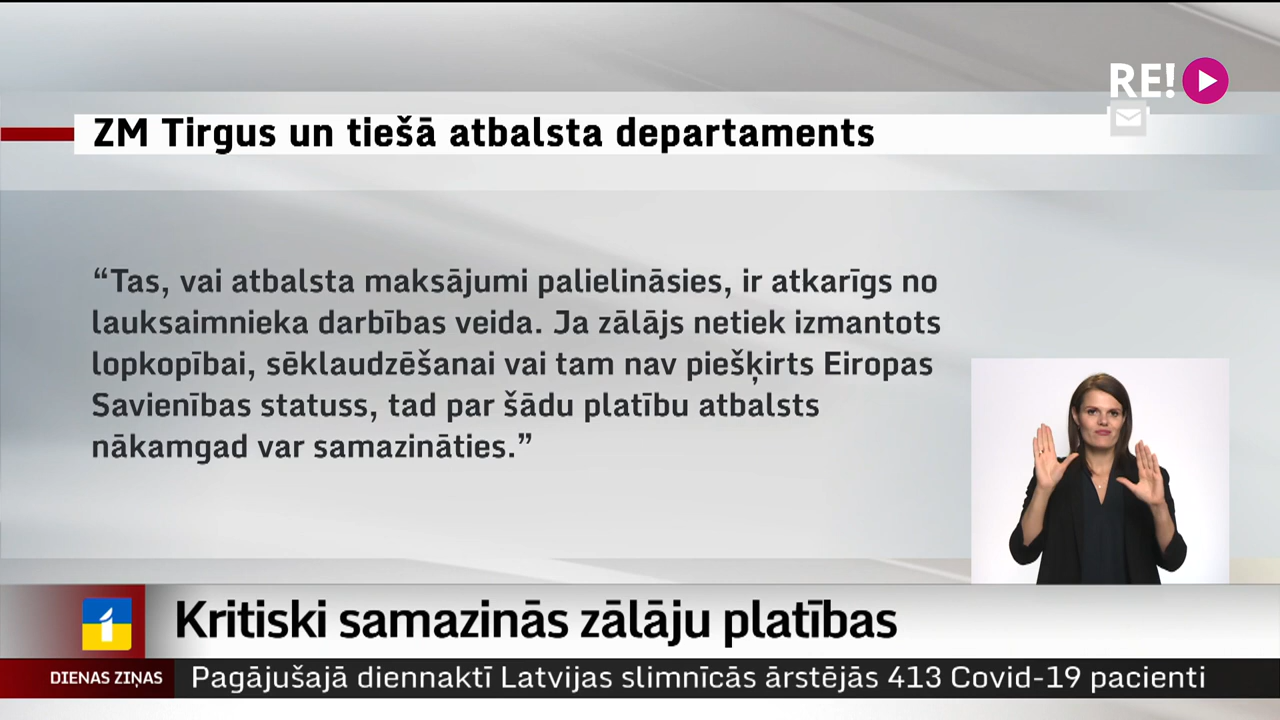 RE!
ZM Tirgus un tiešā atbalsta departaments
“Tas, vai atbalsta maksājumi palielināsies, ir atkarīgs no
lauksaimnieka darbības veida. Ja zālājs netiek izmantots
lopkopībai, sēklaudzēšanai vai tam nav piešķirts Eiropas
Savienības statuss, tad par šādu platību atbalsts
nākamgad var samazināties.”
1
Kritiski samazinās zālāju platības
DIENAS ZIŅAS
Pagājušajā diennaktī Latvijas slimnīcās ārstējās 413 Covid-19 pacienti